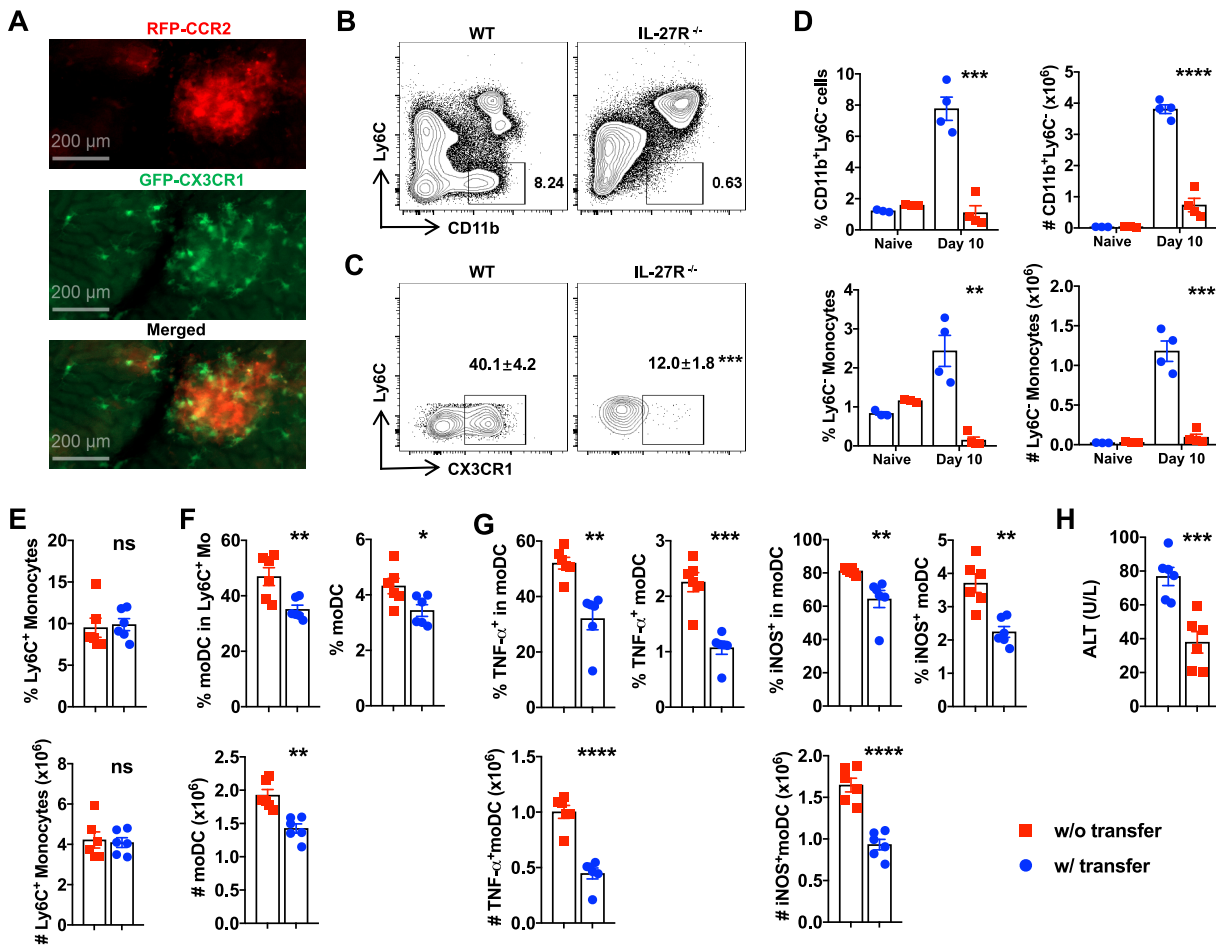 A
RFP-CCR2
200 µm
GFP-CX3CR1
200 µm
Merged
200 µm
B
WT
IL-27R-/-
Ly6C
8.24
0.63
CD11b
C
WT
IL-27R-/-
Ly6C
40.1±4.2
12.0±1.8 ***
CX3CR1
D
% CD11b+Ly6C- cells
10
8
6
4
2
0
***
Naive
Day 10
# CD11b+Ly6C- (x10^6)
5
4
3
2
1
0
****
Naive
Day 10
% Ly6C- Monocytes
4
3
2
1
0
**
Naive
Day 10
# Ly6C- Monocytes (x10^6)
2.0
1.5
1.0
0.5
0.0
***
Naive
Day 10
E
% Ly6C+ Monocytes
20
15
10
5
0
ns
# Ly6C+ Monocytes (x10^6)
8
6
4
2
0
ns
F
% moDC in Ly6C+ Mo
60
40
20
0
**
% moDC
6
4
2
0
*
# moDC (x10^6)
2.5
2.0
1.5
1.0
0.5
0.0
**
G
% TNF-α+ in moDC
60
40
20
0
**
% TNF-α+ moDC
3
2
1
0
***
% iNOS+ in moDC
100
80
60
40
20
0
**
% iNOS+ moDC
5
4
3
2
1
0
**
# TNF-α+moDC (x10^6)
1.5
1.0
0.5
0.0
****
# iNOS+moDC (x10^6)
2.0
1.5
1.0
0.5
0.0
****
H
ALT (U/L)
100
80
60
40
20
0
***
w/o transfer
w/ transfer